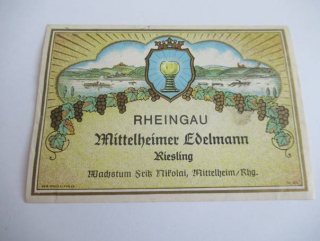 RHEINGAU
Mittelheimer Edelmann
Riesling
Wachstum Fritz Nikolai, Mittelheim/Rhg.